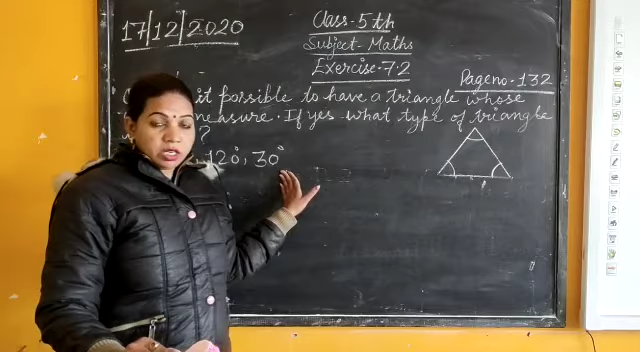 17/12/2020
Class - 5th
Subject - Maths
Exercise - 7.2
Page no - 132
is it possible to have a triangle whose
measure. If yes what type of triangle
?
, 120°, 30°